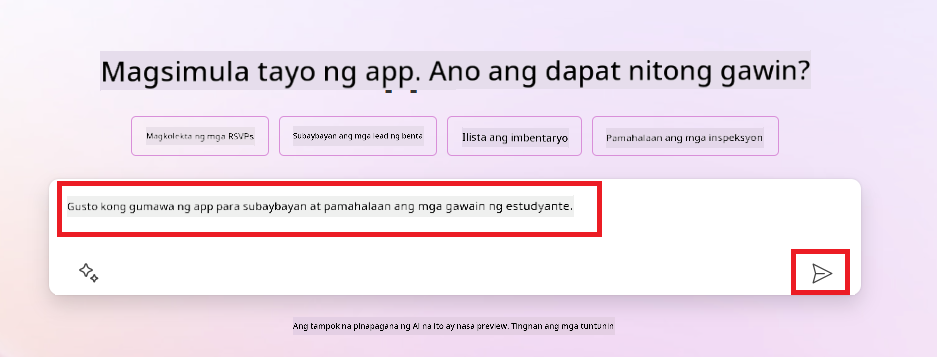 Magsimula tayo ng app. Ano ang dapat nitong gawin?
Magkolekta ng mga RSVPs
Subaybayan ang mga lead ng benta
Ilista ang imbentaryo
Pamahalaan ang mga inspeksyon
Gusto kong gumawa ng app para subaybayan at pamahalaan ang mga gawain ng estudyante.
Ang tampok na pinapagana ng AI na ito ay nasa preview. Tingnan ang mga tuntunin